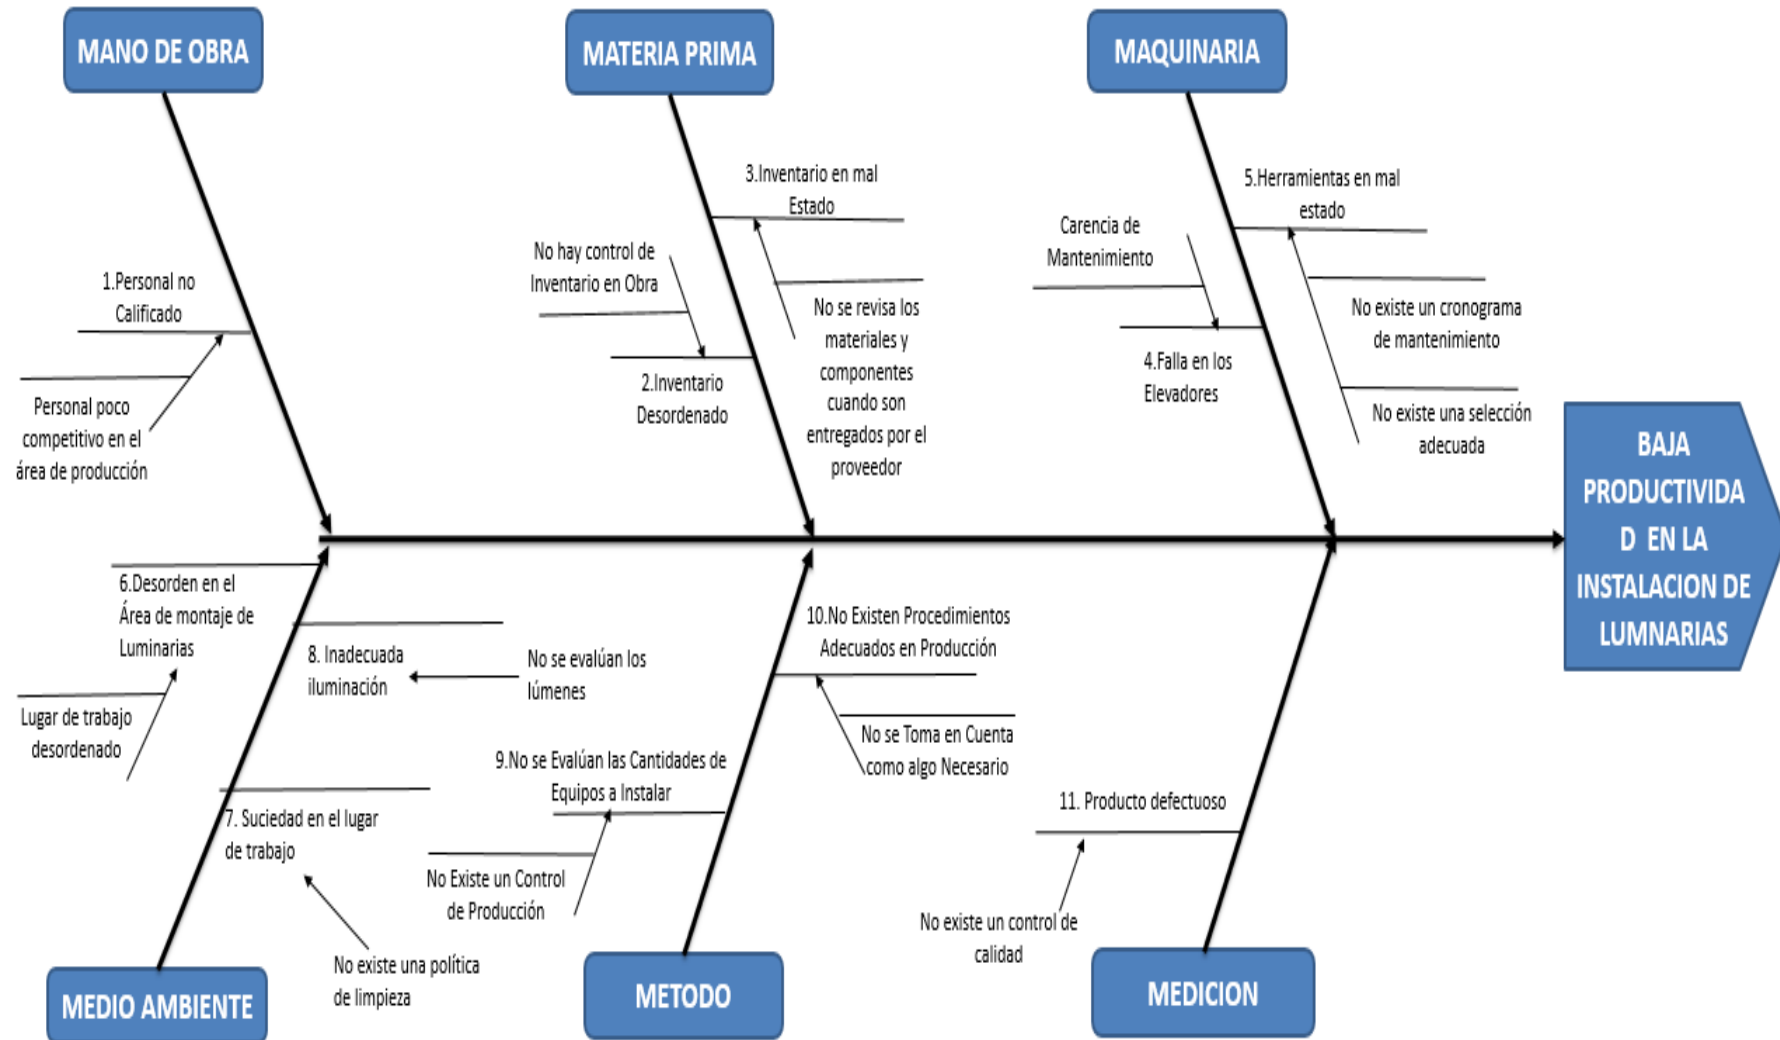 MANO DE OBRA
MATERIA PRIMA
MAQUINARIA
1.Personal no
Calificado
Personal poco
competitivo en el
área de producción
3.Inventario en mal
Estado
No hay control de
Inventario en Obra
2.Inventario
Desordenado
No se revisa los
materiales y
componentes
cuando son
entregados por el
proveedor
5.Herramientas en mal
estado
Carencia de
Mantenimiento
4.Falla en los
Elevadores
No existe un cronograma
de mantenimiento
No existe una selección
adecuada
BAJA
PRODUCTIVIDA
D EN LA
INSTALACION DE
LUMNARIAS
6.Desorden en el
Área de montaje de
Luminarias
Lugar de trabajo
desordenado
8. Inadecuada
iluminación
No se evalúan los
lúmenes
7. Suciedad en el lugar
de trabajo
No existe una política
de limpieza
10.No Existen Procedimientos
Adecuados en Producción
No se Toma en Cuenta
como algo Necesario
9.No se Evalúan las Cantidades de
Equipos a Instalar
No Existe un Control
de Producción
11. Producto defectuoso
No existe un control de
calidad
MEDIO AMBIENTE
METODO
MEDICION